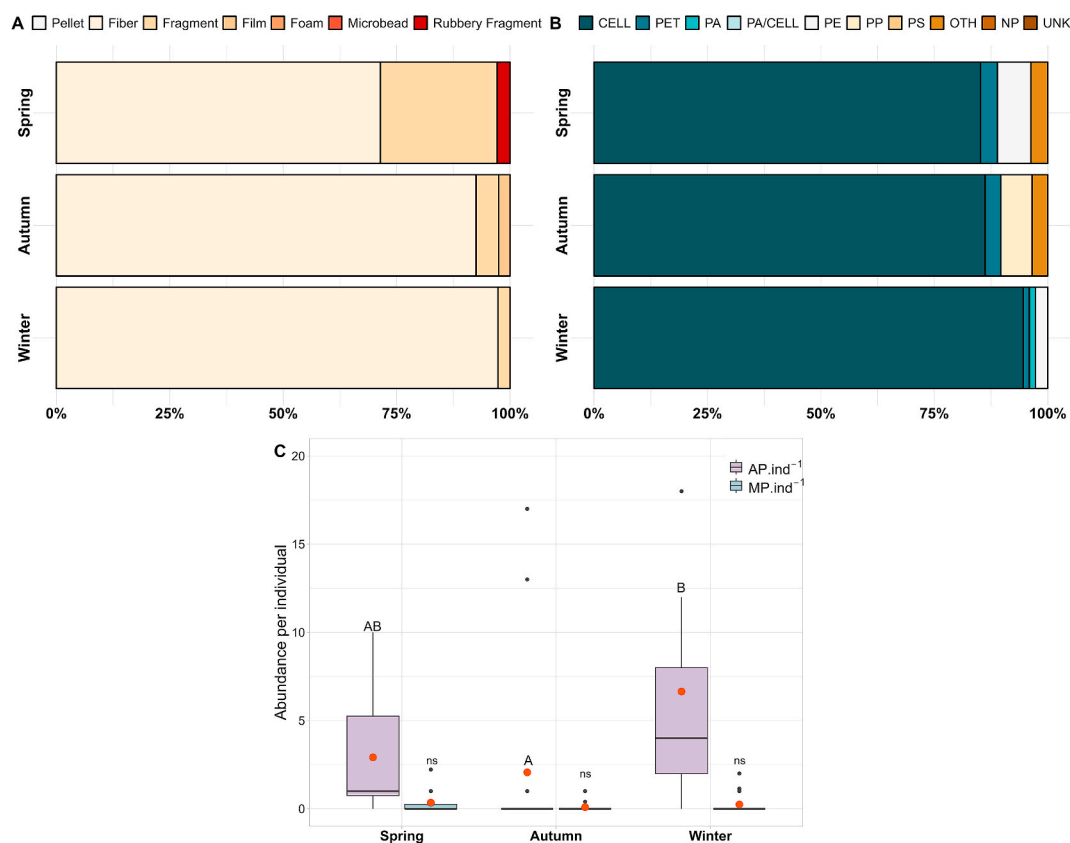 A Pellet Fiber Fragment Film Foam Microbead Rubbery Fragment
Spring
Autumn
Winter
0% 25% 50% 75% 100%
B CELL PET PA PA/CELL PE PP PS OTH NP UNK
Spring
Autumn
Winter
0% 25% 50% 75% 100%
C
AP.ind⁻¹
MP.ind⁻¹
Abundance per individual
20
15
10
5
0
AB
ns
A
ns
B
ns
Spring Autumn Winter